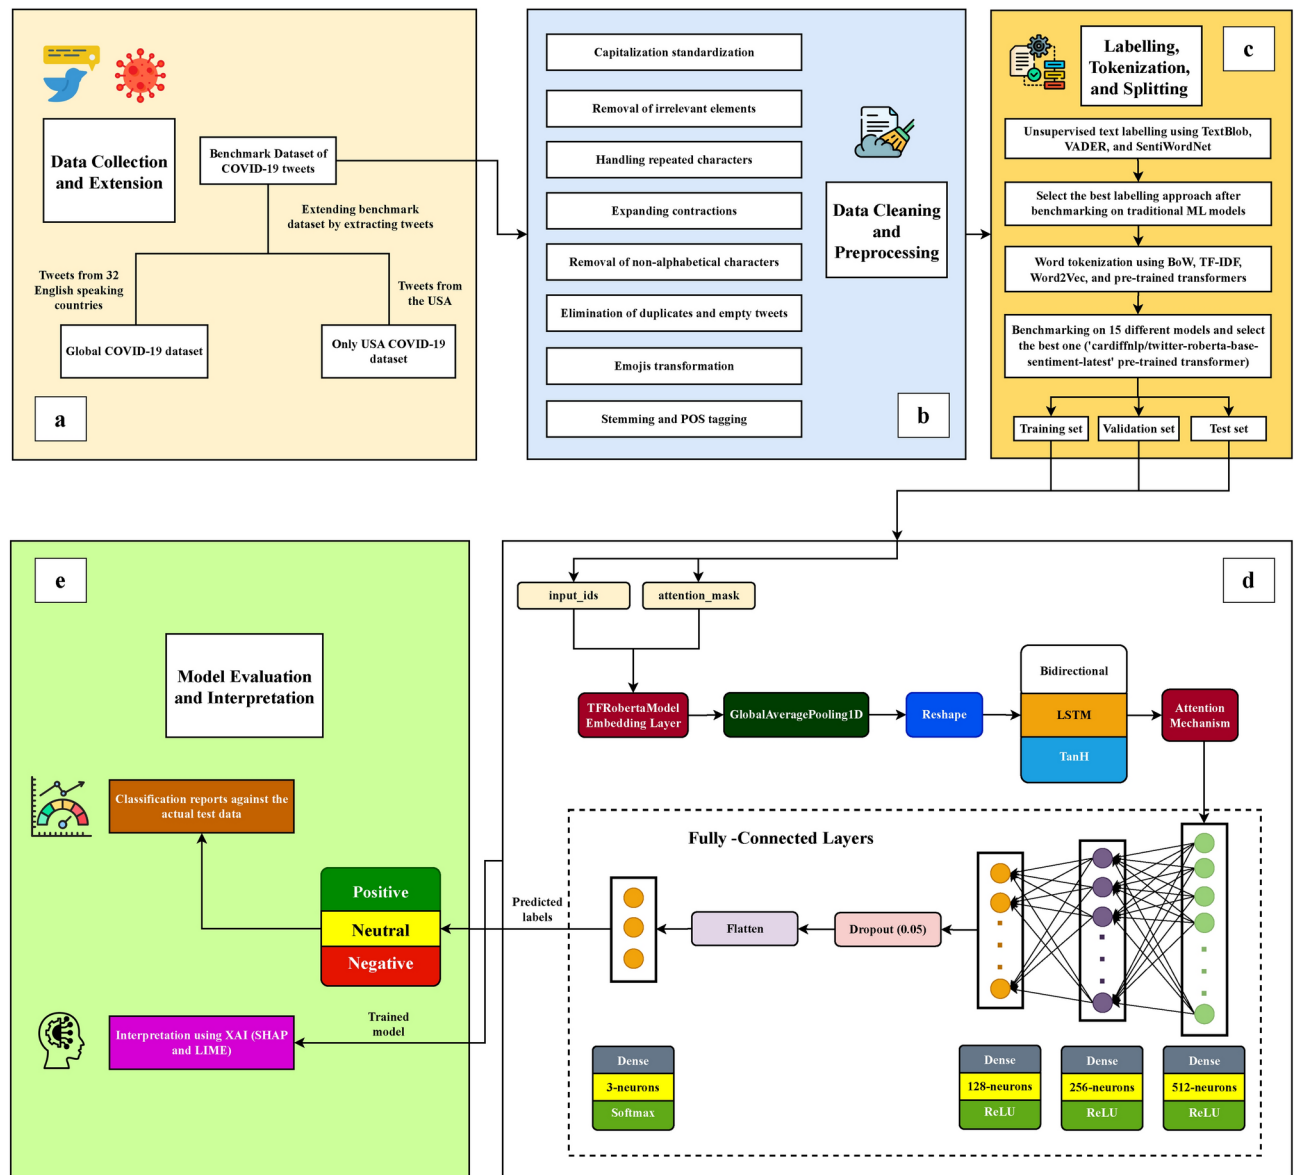 Data Collection
and Extension
Benchmark Dataset of
COVID-19 tweets
Extending benchmark
dataset by extracting tweets
Tweets from 32
English speaking
countries
Tweets from
the USA
Global COVID-19 dataset
Only USA COVID-19
dataset
a
Capitalization standardization
Removal of irrelevant elements
Handling repeated characters
Expanding contractions
Removal of non-alphabetical characters
Elimination of duplicates and empty tweets
Emojis transformation
Stemming and POS tagging
Data Cleaning
and
Preprocessing
b
Labelling,
Tokenization,
and Splitting
c
Unsupervised text labelling using TextBlob,
VADER, and SentiWordNet
Select the best labelling approach after
benchmarking on traditional ML models
Word tokenization using BoW, TF-IDF,
Word2Vec, and pre-trained transformers
Benchmarking on 15 different models and select
the best one ('cardiffnlp/twitter-roberta-base-
sentiment-latest' pre-trained transformer)
Training set
Validation set
Test set
d
input_ids
attention_mask
TFRobertaModel
Embedding Layer
GlobalAveragePooling1D
Reshape
Bidirectional
LSTM
TanH
Attention
Mechanism
Fully -Connected Layers
Dropout (0.05)
Flatten
Dense
3-neurons
Softmax
Dense
128-neurons
ReLU
Dense
256-neurons
ReLU
Dense
512-neurons
ReLU
Predicted
labels
Trained
model
e
Model Evaluation
and Interpretation
Classification reports against the
actual test data
Positive
Neutral
Negative
Interpretation using XAI (SHAP
and LIME)